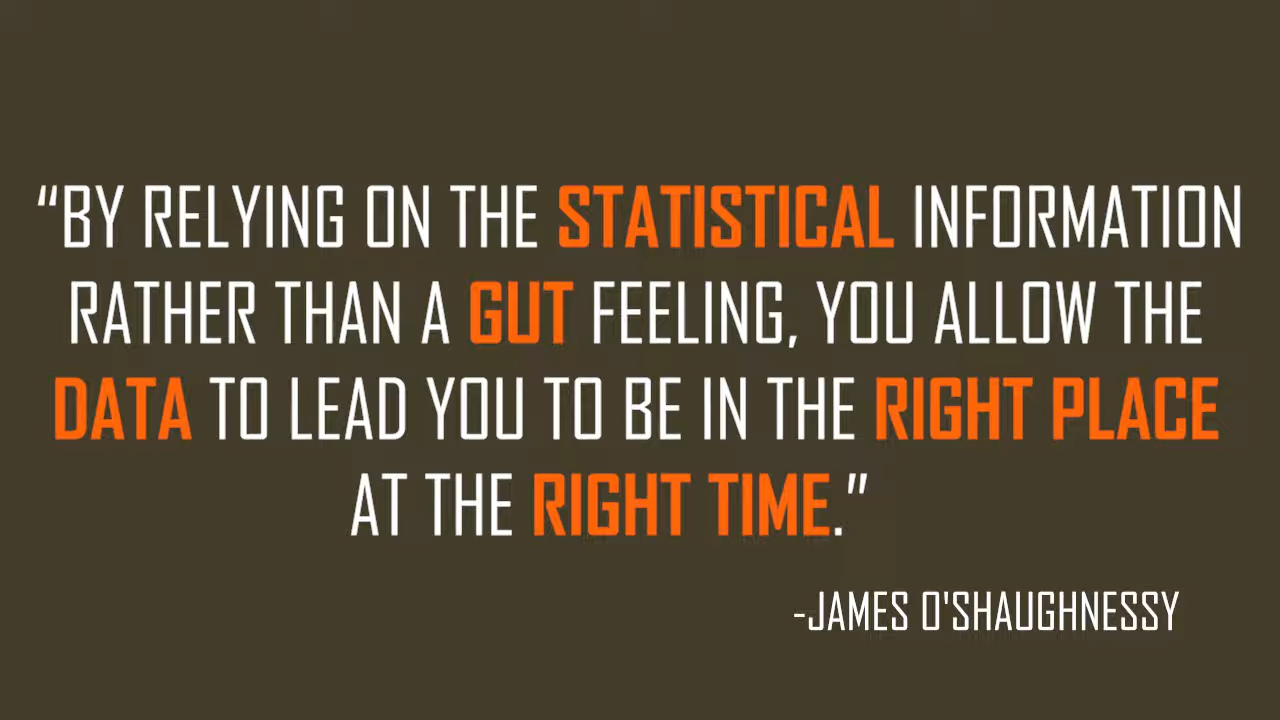 “BY RELYING ON THE STATISTICAL INFORMATION
RATHER THAN A GUT FEELING, YOU ALLOW THE
DATA TO LEAD YOU TO BE IN THE RIGHT PLACE
AT THE RIGHT TIME.”
-JAMES O'SHAUGHNESSY